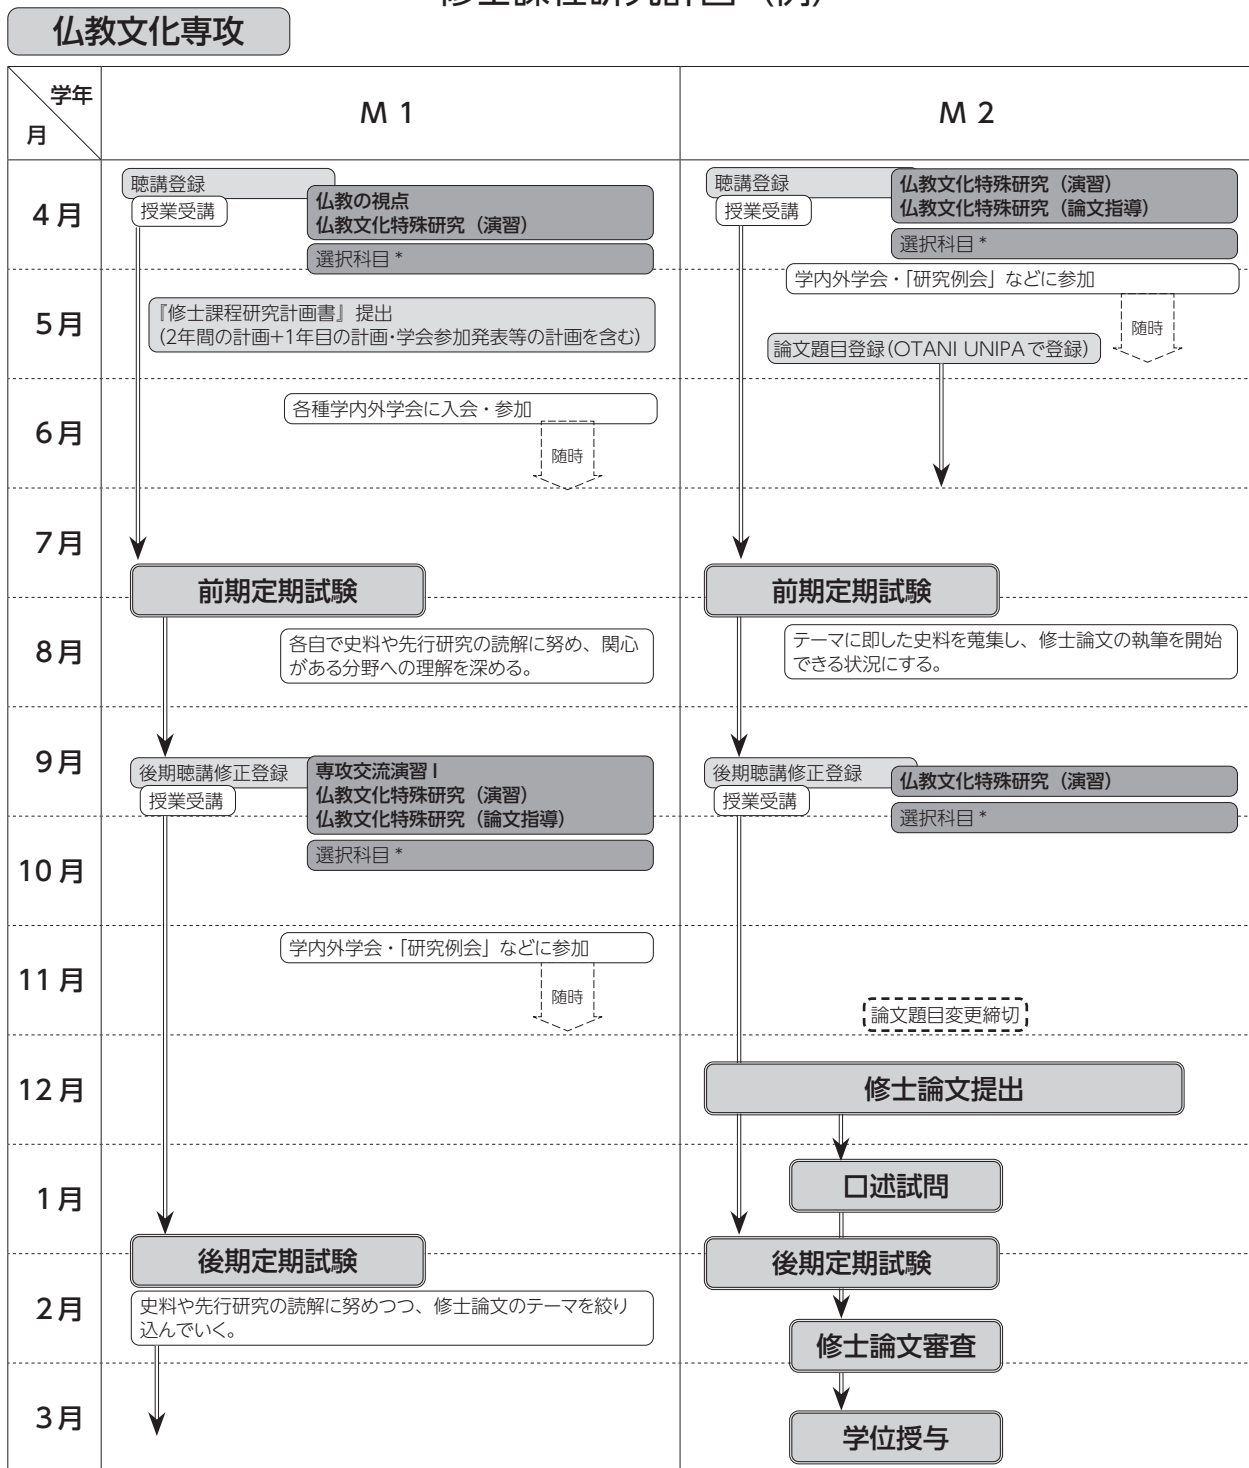 修士課程研究計画（例）
仏教文化専攻
学年
月
M 1
M 2
4月
聴講登録
授業受講
仏教の視点
仏教文化特殊研究（演習）
選択科目 *
聴講登録
授業受講
仏教文化特殊研究（演習）
仏教文化特殊研究（論文指導）
選択科目 *
学内外学会・「研究例会」などに参加
随時
5月
『修士課程研究計画書』提出
(2年間の計画+1年目の計画・学会参加発表等の計画を含む)
論文題目登録(OTANI UNIPAで登録)
6月
各種学内外学会に入会・参加
随時
7月
前期定期試験
前期定期試験
8月
各自で史料や先行研究の読解に努め、関心
がある分野への理解を深める。
テーマに即した史料を蒐集し、修士論文の執筆を開始
できる状況にする。
9月
後期聴講修正登録
授業受講
専攻交流演習Ⅰ
仏教文化特殊研究（演習）
仏教文化特殊研究（論文指導）
選択科目 *
後期聴講修正登録
授業受講
仏教文化特殊研究（演習）
選択科目 *
10月
11月
学内外学会・「研究例会」などに参加
随時
論文題目変更締切
12月
修士論文提出
1月
口述試問
後期定期試験
後期定期試験
2月
史料や先行研究の読解に努めつつ、修士論文のテーマを絞り
込んでいく。
修士論文審査
3月
学位授与